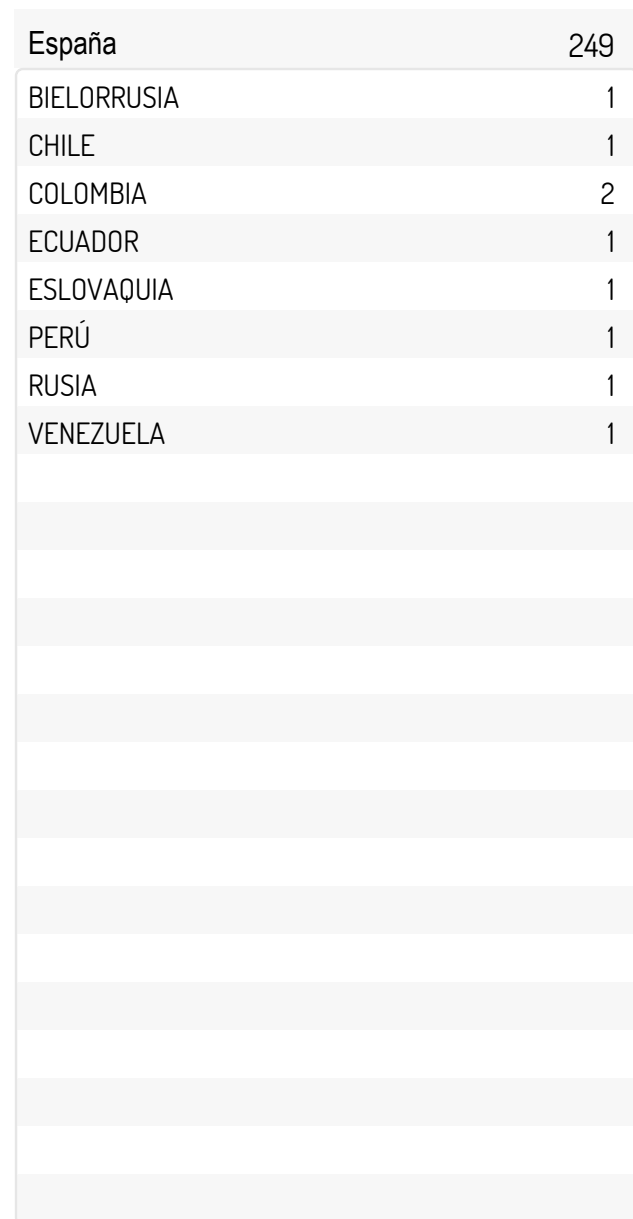 España 249
BIELORRUSIA 1
CHILE 1
COLOMBIA 2
ECUADOR 1
ESLOVAQUIA 1
PERÚ 1
RUSIA 1
VENEZUELA 1